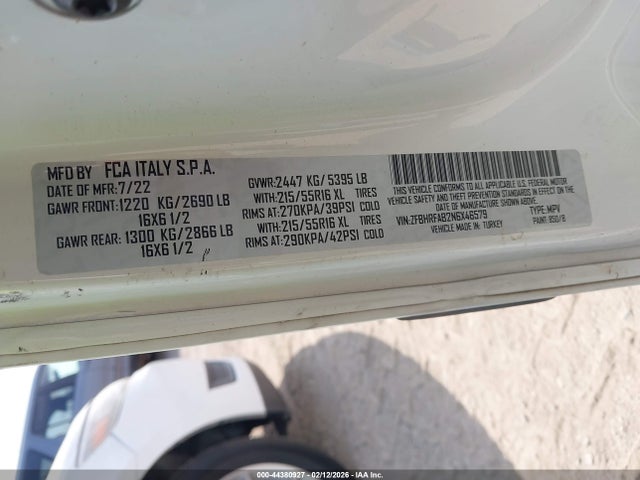 MFD BY FCA ITALY S.P.A.
DATE OF MFR: 7/22
GAWR FRONT: 1220 KG/2690 LB
16X6 1/2
GAWR REAR: 1300 KG/2866 LB
16X6 1/2
GVWR: 2447 KG/ 5395 LB
WITH: 215/55R16 XL TIRES
RIMS AT: 270KPA/39PSI COLD
WITH: 215/55R16 XL TIRES
RIMS AT: 290KPA/42PSI COLD
THIS VEHICLE CONFORMS TO ALL APPLICABLE U.S. FEDERAL MOTOR
VEHICLE SAFETY, BUMPER, AND THEFT PREVENTION STANDARDS IN
EFFECT ON THE DATE OF MANUFACTURE SHOWN ABOVE.
VIN: ZFBHRFAB2N6X46579 TYPE: MPV
VEHICLE MADE IN: TURKEY PAINT:
000-44380927 - 02/12/2026 - IAAI Inc.